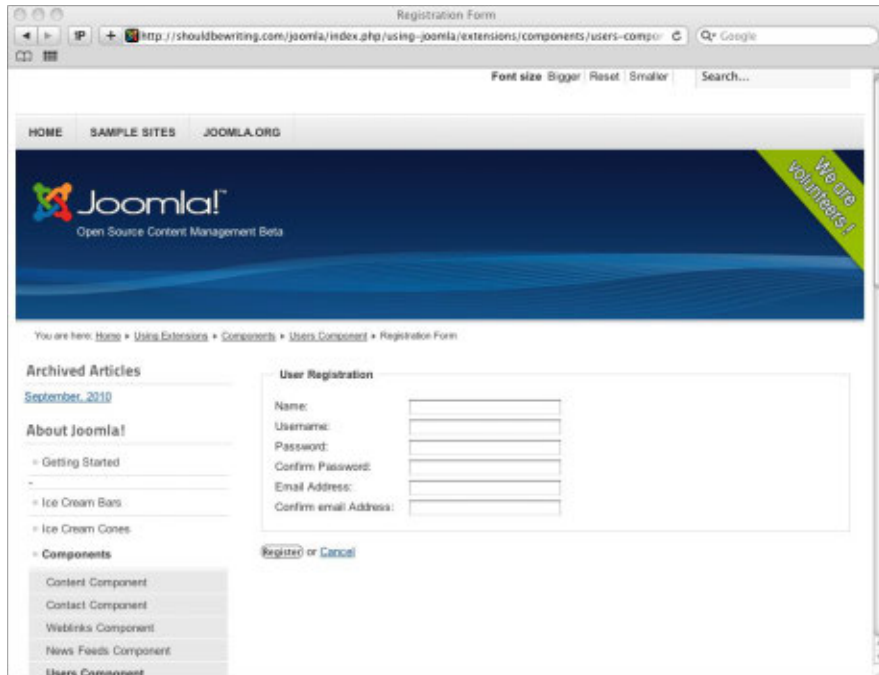 Registration Form
http://shouldbewriting.com/joomla/index.php/using-joomla/extensions/components/users-compor
Google
Font size Bigger Reset Smaller Search...
HOME SAMPLE SITES JOOMLA.ORG
We are volunteers!
Joomla!™
Open Source Content Management Beta
You are here: Home Using Extensions Components Users Component Registration Form
Archived Articles
September, 2010
About Joomla!
Getting Started
-
Ice Cream Bars
Ice Cream Cones
Components
Content Component
Contact Component
Weblinks Component
News Feeds Component
Users Component
User Registration
Name:
Username:
Password:
Confirm Password:
Email Address:
Confirm email Address:
Register or Cancel